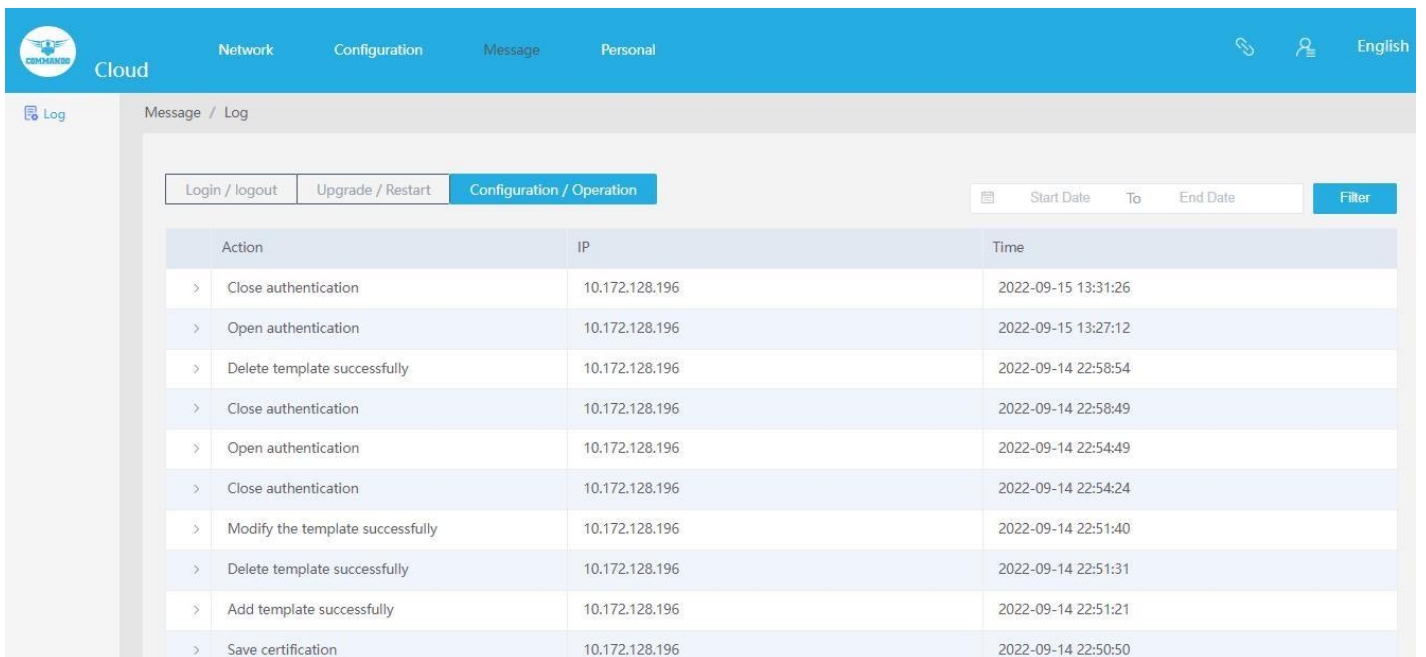 COMMANDO
Cloud
Network Configuration Message Personal English
Log
Message / Log
Login / logout Upgrade / Restart Configuration / Operation Start Date To End Date Filter
Action IP Time
Close authentication 10.172.128.196 2022-09-15 13:31:26
Open authentication 10.172.128.196 2022-09-15 13:27:12
Delete template successfully 10.172.128.196 2022-09-14 22:58:54
Close authentication 10.172.128.196 2022-09-14 22:58:49
Open authentication 10.172.128.196 2022-09-14 22:54:49
Close authentication 10.172.128.196 2022-09-14 22:54:24
Modify the template successfully 10.172.128.196 2022-09-14 22:51:40
Delete template successfully 10.172.128.196 2022-09-14 22:51:31
Add template successfully 10.172.128.196 2022-09-14 22:51:21
Save certification 10.172.128.196 2022-09-14 22:50:50